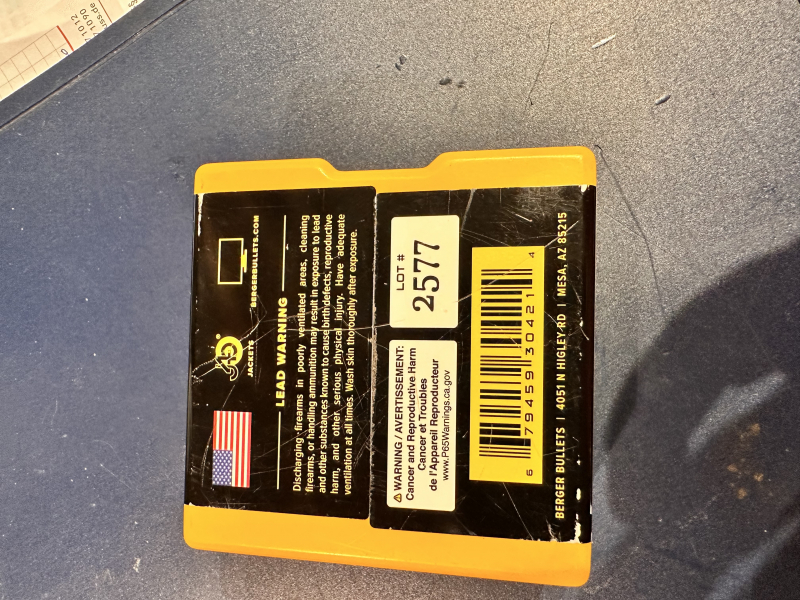 J4
JACKETS
BERGERBULLETS.COM
LEAD WARNING
Discharging firearms in poorly ventilated areas, cleaning
firearms, or handling ammunition may result in exposure to lead
and other substances known to cause birth defects, reproductive
harm, and other serious physical injury. Have adequate
ventilation at all times. Wash skin thoroughly after exposure.
WARNING / AVERTISSEMENT:
Cancer and Reproductive Harm
Cancer et Troubles
de l'Appareil Reproducteur
www.P65Warnings.ca.gov
LOT #
2577
6 79459 30421 4
BERGER BULLETS | 4051 N HIGLEY RD | MESA, AZ 85215